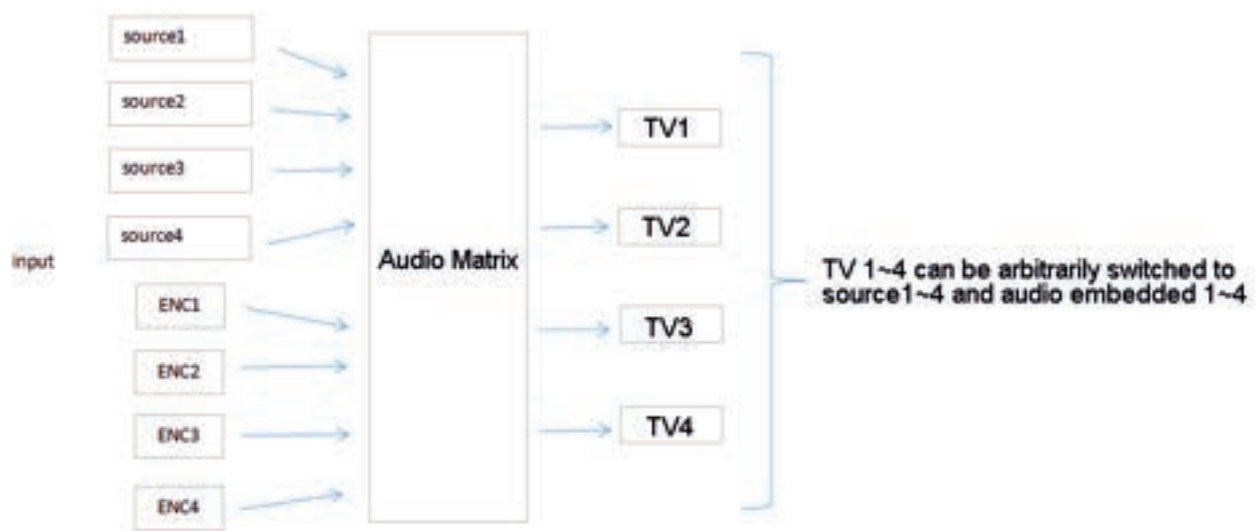 source1
source2
source3
source4
input
ENC1
ENC2
ENC3
ENC4
Audio Matrix
TV1
TV2
TV3
TV4
TV 1~4 can be arbitrarily switched to
source1~4 and audio embedded 1~4